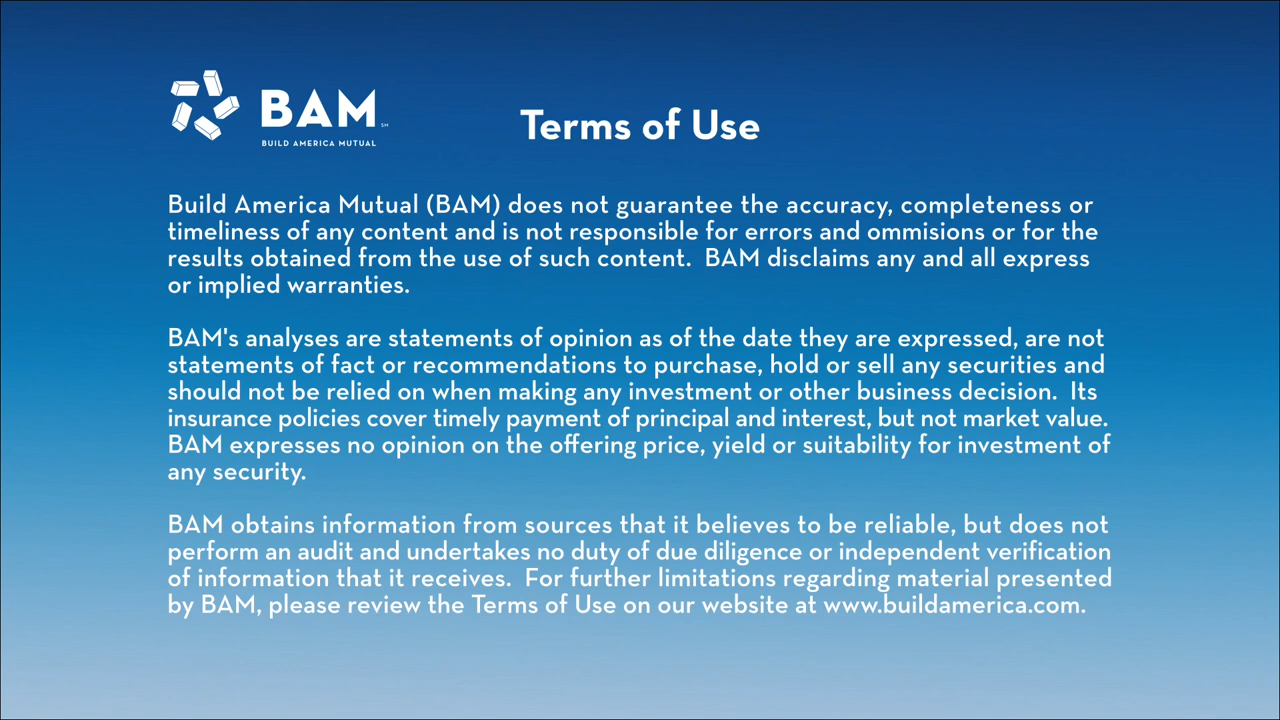 BAM
SM
BUILD AMERICA MUTUAL
Terms of Use
Build America Mutual (BAM) does not guarantee the accuracy, completeness or
timeliness of any content and is not responsible for errors and ommisions or for the
results obtained from the use of such content.  BAM disclaims any and all express
or implied warranties.
BAM's analyses are statements of opinion as of the date they are expressed, are not
statements of fact or recommendations to purchase, hold or sell any securities and
should not be relied on when making any investment or other business decision.  Its
insurance policies cover timely payment of principal and interest, but not market value.
BAM expresses no opinion on the offering price, yield or suitability for investment of
any security.
BAM obtains information from sources that it believes to be reliable, but does not
perform an audit and undertakes no duty of due diligence or independent verification
of information that it receives.  For further limitations regarding material presented
by BAM, please review the Terms of Use on our website at www.buildamerica.com.